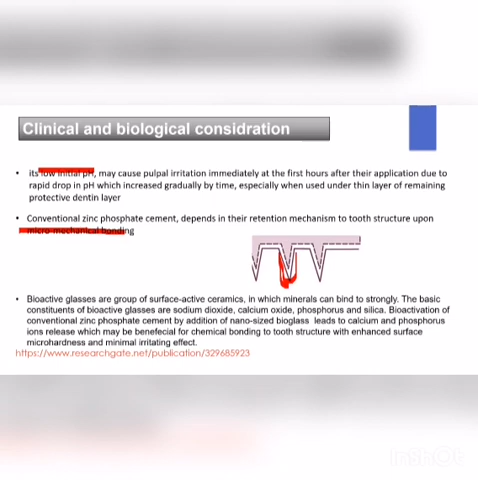 Clinical and biological considration
• its low initial pH, may cause pulpal irritation immediately at the first hours after their application due to
rapid drop in pH which increased gradually by time, especially when used under thin layer of remaining
protective dentin layer
• Conventional zinc phosphate cement, depends in their retention mechanism to tooth structure upon
micro-mechanical bonding
• Bioactive glasses are group of surface-active ceramics, in which minerals can bind to strongly. The basic
constituents of bioactive glasses are sodium dioxide, calcium oxide, phosphorus and silica. Bioactivation of
conventional zinc phosphate cement by addition of nano-sized bioglass leads to calcium and phosphorus
ions release which may be benefecial for chemical bonding to tooth structure with enhanced surface
microhardness and minimal irritating effect.
https://www.researchgate.net/publication/329685923